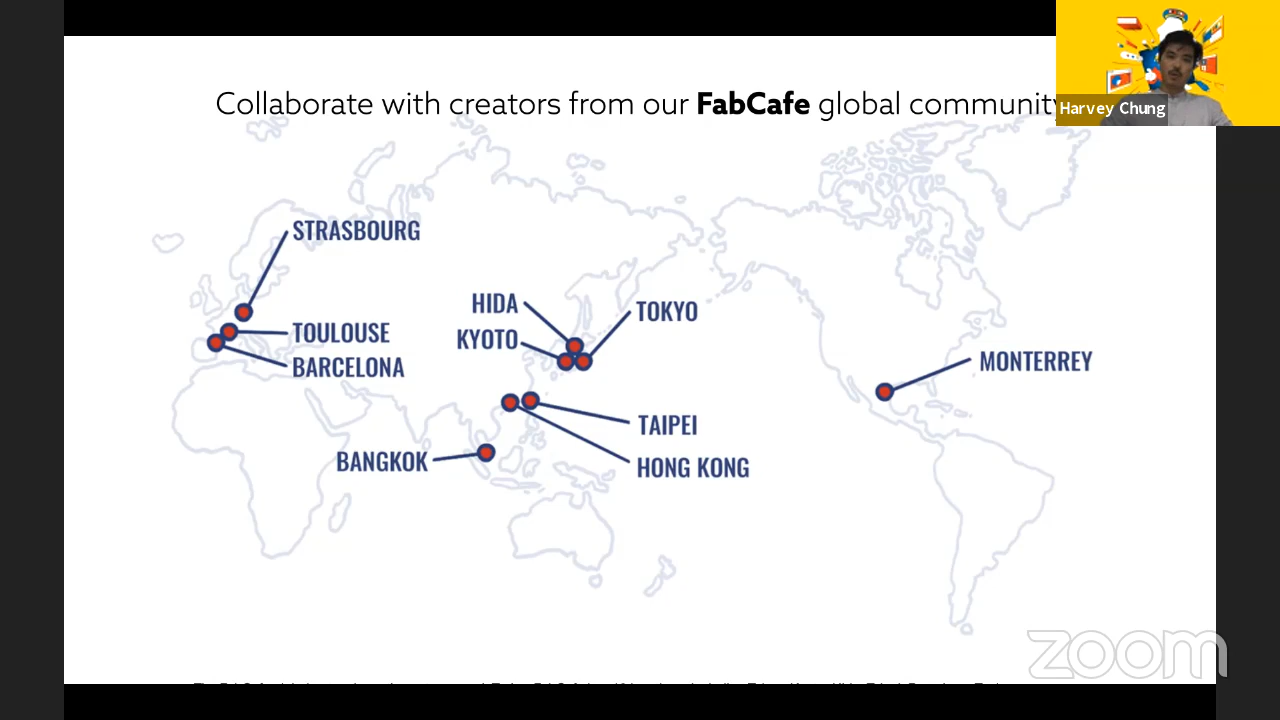 Collaborate with creators from our FabCafe global community
Harvey Chung
STRASBOURG
HIDA
TOKYO
TOULOUSE
KYOTO
BARCELONA
MONTERREY
TAIPEI
BANGKOK
HONG KONG
zoom